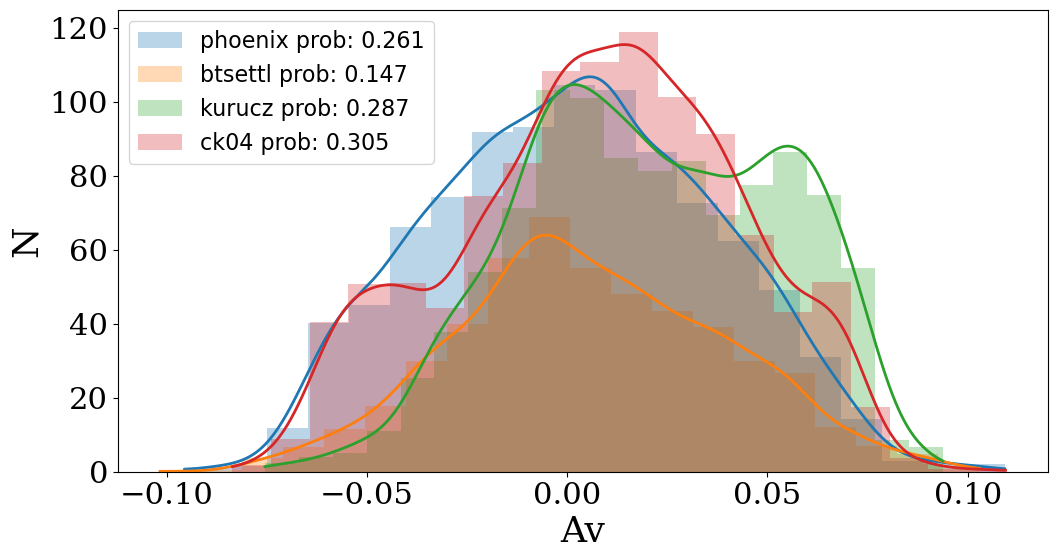 phoenix prob: 0.261
btsettl prob: 0.147
kurucz prob: 0.287
ck04 prob: 0.305
120
100
80
60
40
20
0
N
−0.10 −0.05 0.00 0.05 0.10
Av